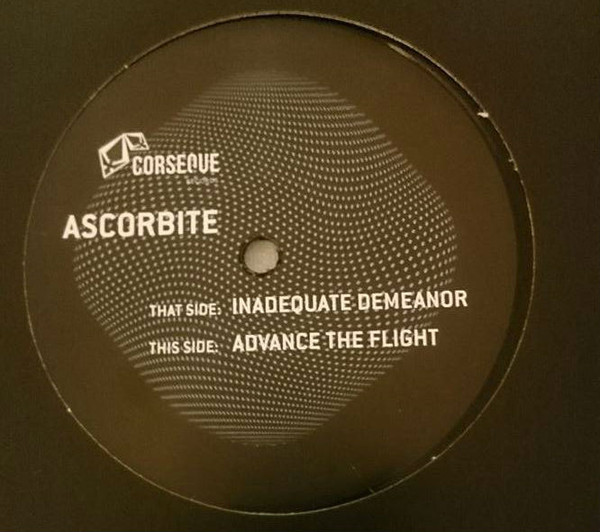 CORSEQUE
ASCORBITE
THAT SIDE: INADEQUATE DEMEANOR
THIS SIDE: ADVANCE THE FLIGHT